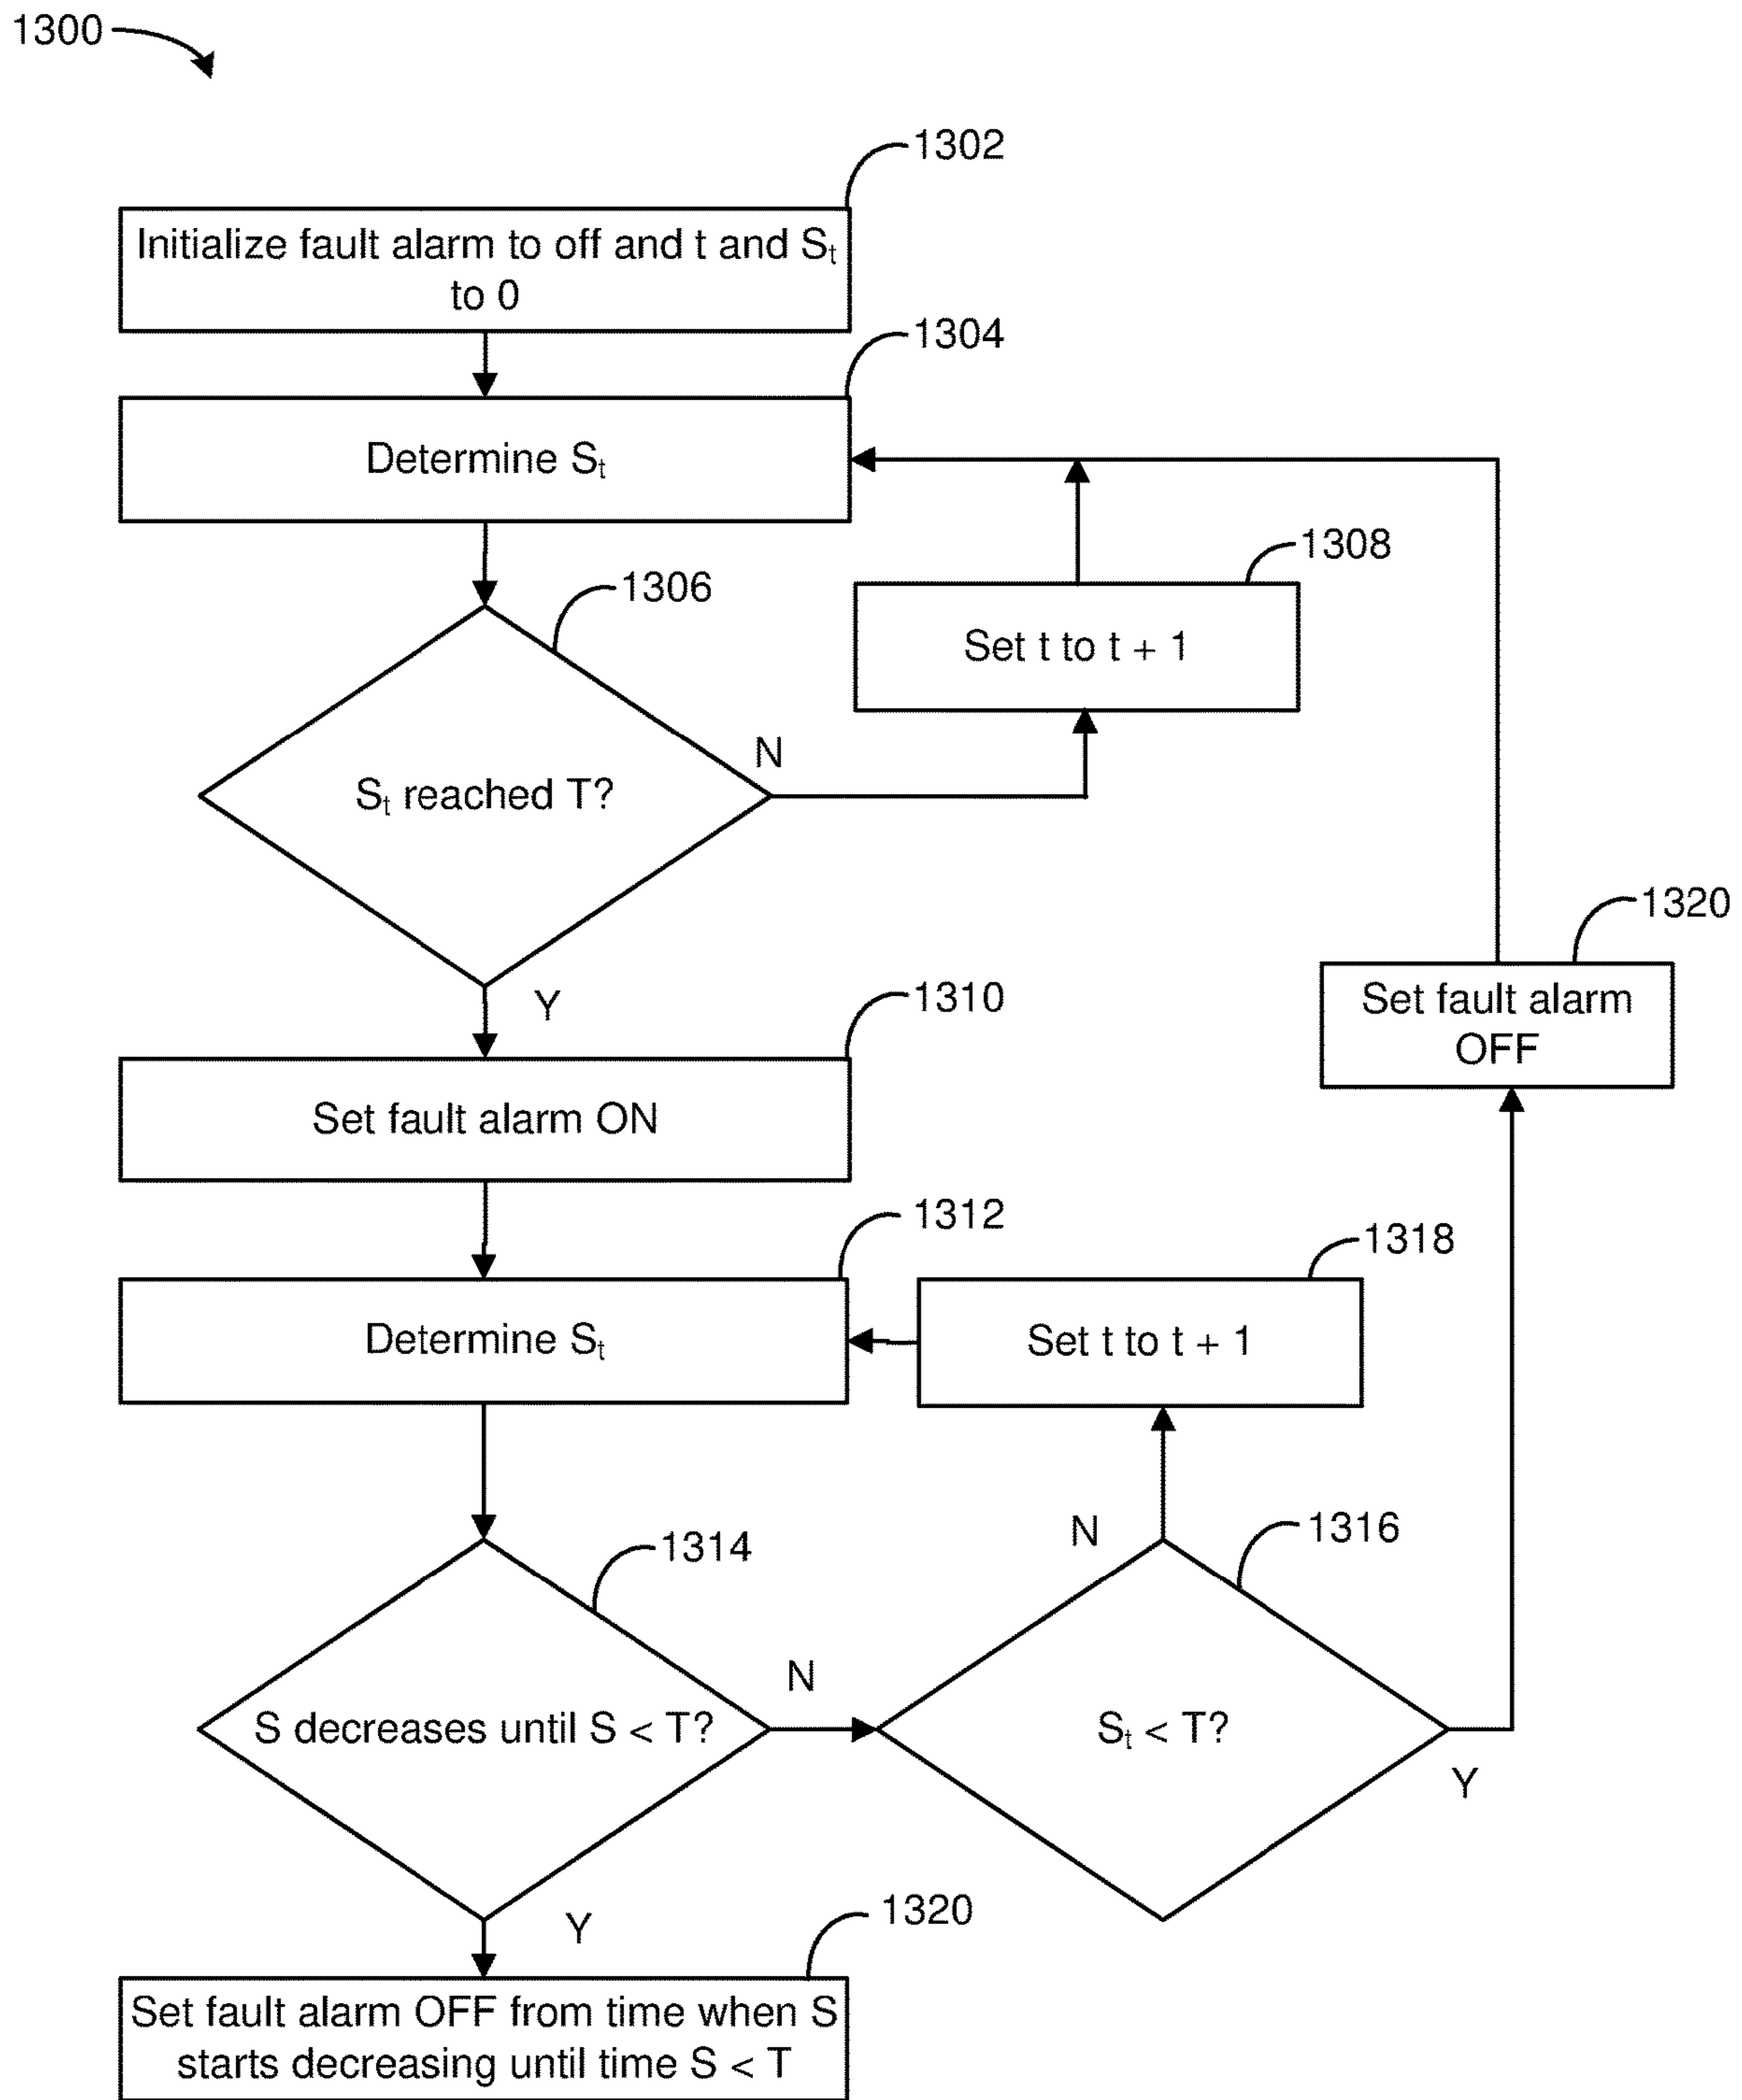 1300
1302
Initialize fault alarm to off and t and Sₜ
to 0
1304
Determine Sₜ
1308
1306
Set t to t + 1
N
Sₜ reached T?
1320
Set fault alarm
OFF
Y
1310
Set fault alarm ON
1312
1318
Determine Sₜ
Set t to t + 1
N
1316
1314
N
S decreases until S < T?
Sₜ < T?
Y
1320
Y
Set fault alarm OFF from time when S
starts decreasing until time S < T